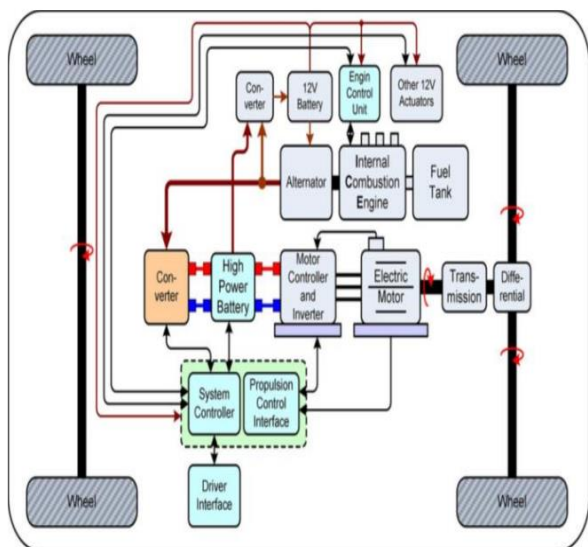 Wheel
Wheel
Con-
verter
12V
Battery
Engin Control
Unit
Other 12V
Actuators
Alternator
Internal
Combustion
Engine
Fuel
Tank
Con-
verter
High
Power
Battery
Motor
Controller
and
Inverter
Electric
Motor
Trans-
mission
Diffe-
rential
System
Controller
Propulsion
Control
Interface
Driver
Interface
Wheel
Wheel